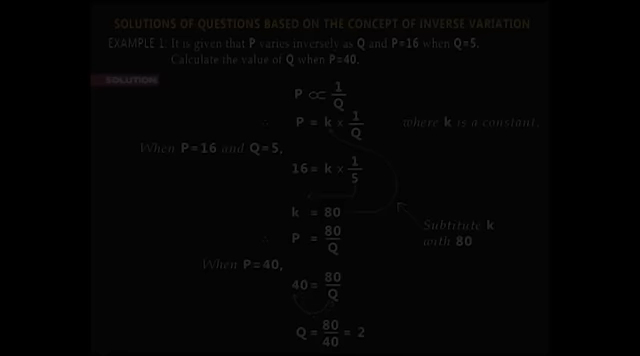 SOLUTIONS OF QUESTIONS BASED ON THE CONCEPT OF INVERSE VARIATION
EXAMPLE 1: It is given that P varies inversely as Q and P=16 when Q=5.
Calculate the value of Q when P=40.
SOLUTION
P ∝ 1/Q
∴ P = k × 1/Q where k is a constant.
When P=16 and Q=5,
16 = k × 1/5
k = 80
Subtitute k
with 80
∴ P = 80/Q
When P=40,
40 = 80/Q
Q = 80/40 = 2